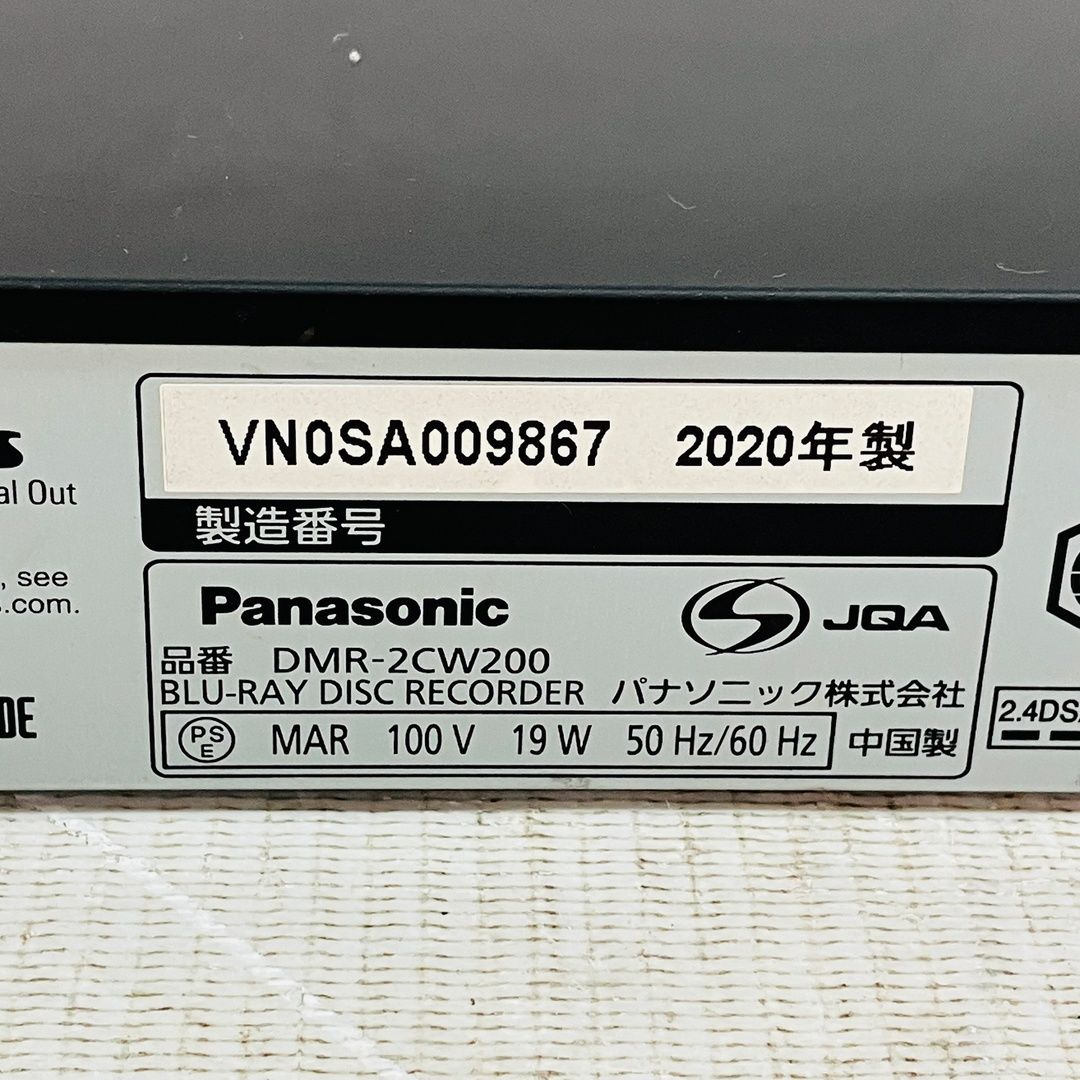 VN0SA009867 2020年製
製造番号
al Out
, see
s.com.
Panasonic
JQA
品番 DMR-2CW200
BLU-RAY DISC RECORDER パナソニック株式会社
PSE MAR 100 V 19 W 50 Hz/60 Hz 中国製
DE
2.4DS